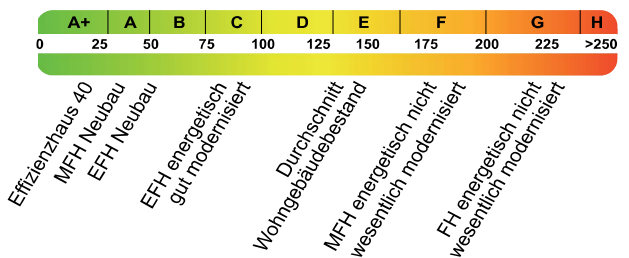 A+ A B C D E F G H
0 25 50 75 100 125 150 175 200 225 >250
Effizienzhaus 40
MFH Neubau
EFH Neubau
EFH energetisch
gut modernisiert
Durchschnitt
Wohngebäudebestand
MFH energetisch nicht
wesentlich modernisiert
FH energetisch nicht
wesentlich modernisiert